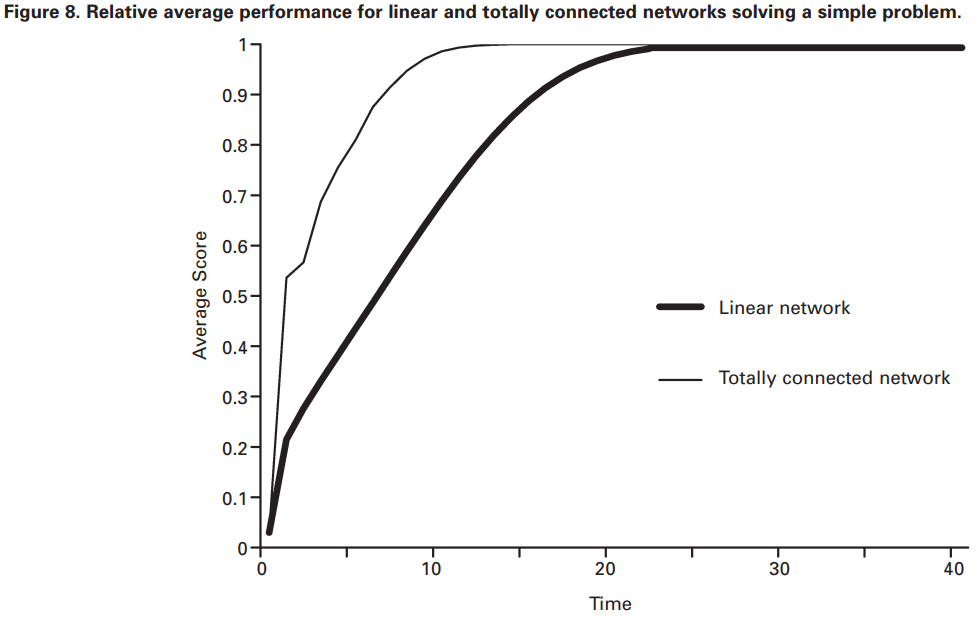 Figure 8. Relative average performance for linear and totally connected networks solving a simple problem.
1
0.9
0.8
0.7
0.6
0.5
0.4
0.3
0.2
0.1
0
Average Score
Linear network
Totally connected network
0 10 20 30 40
Time